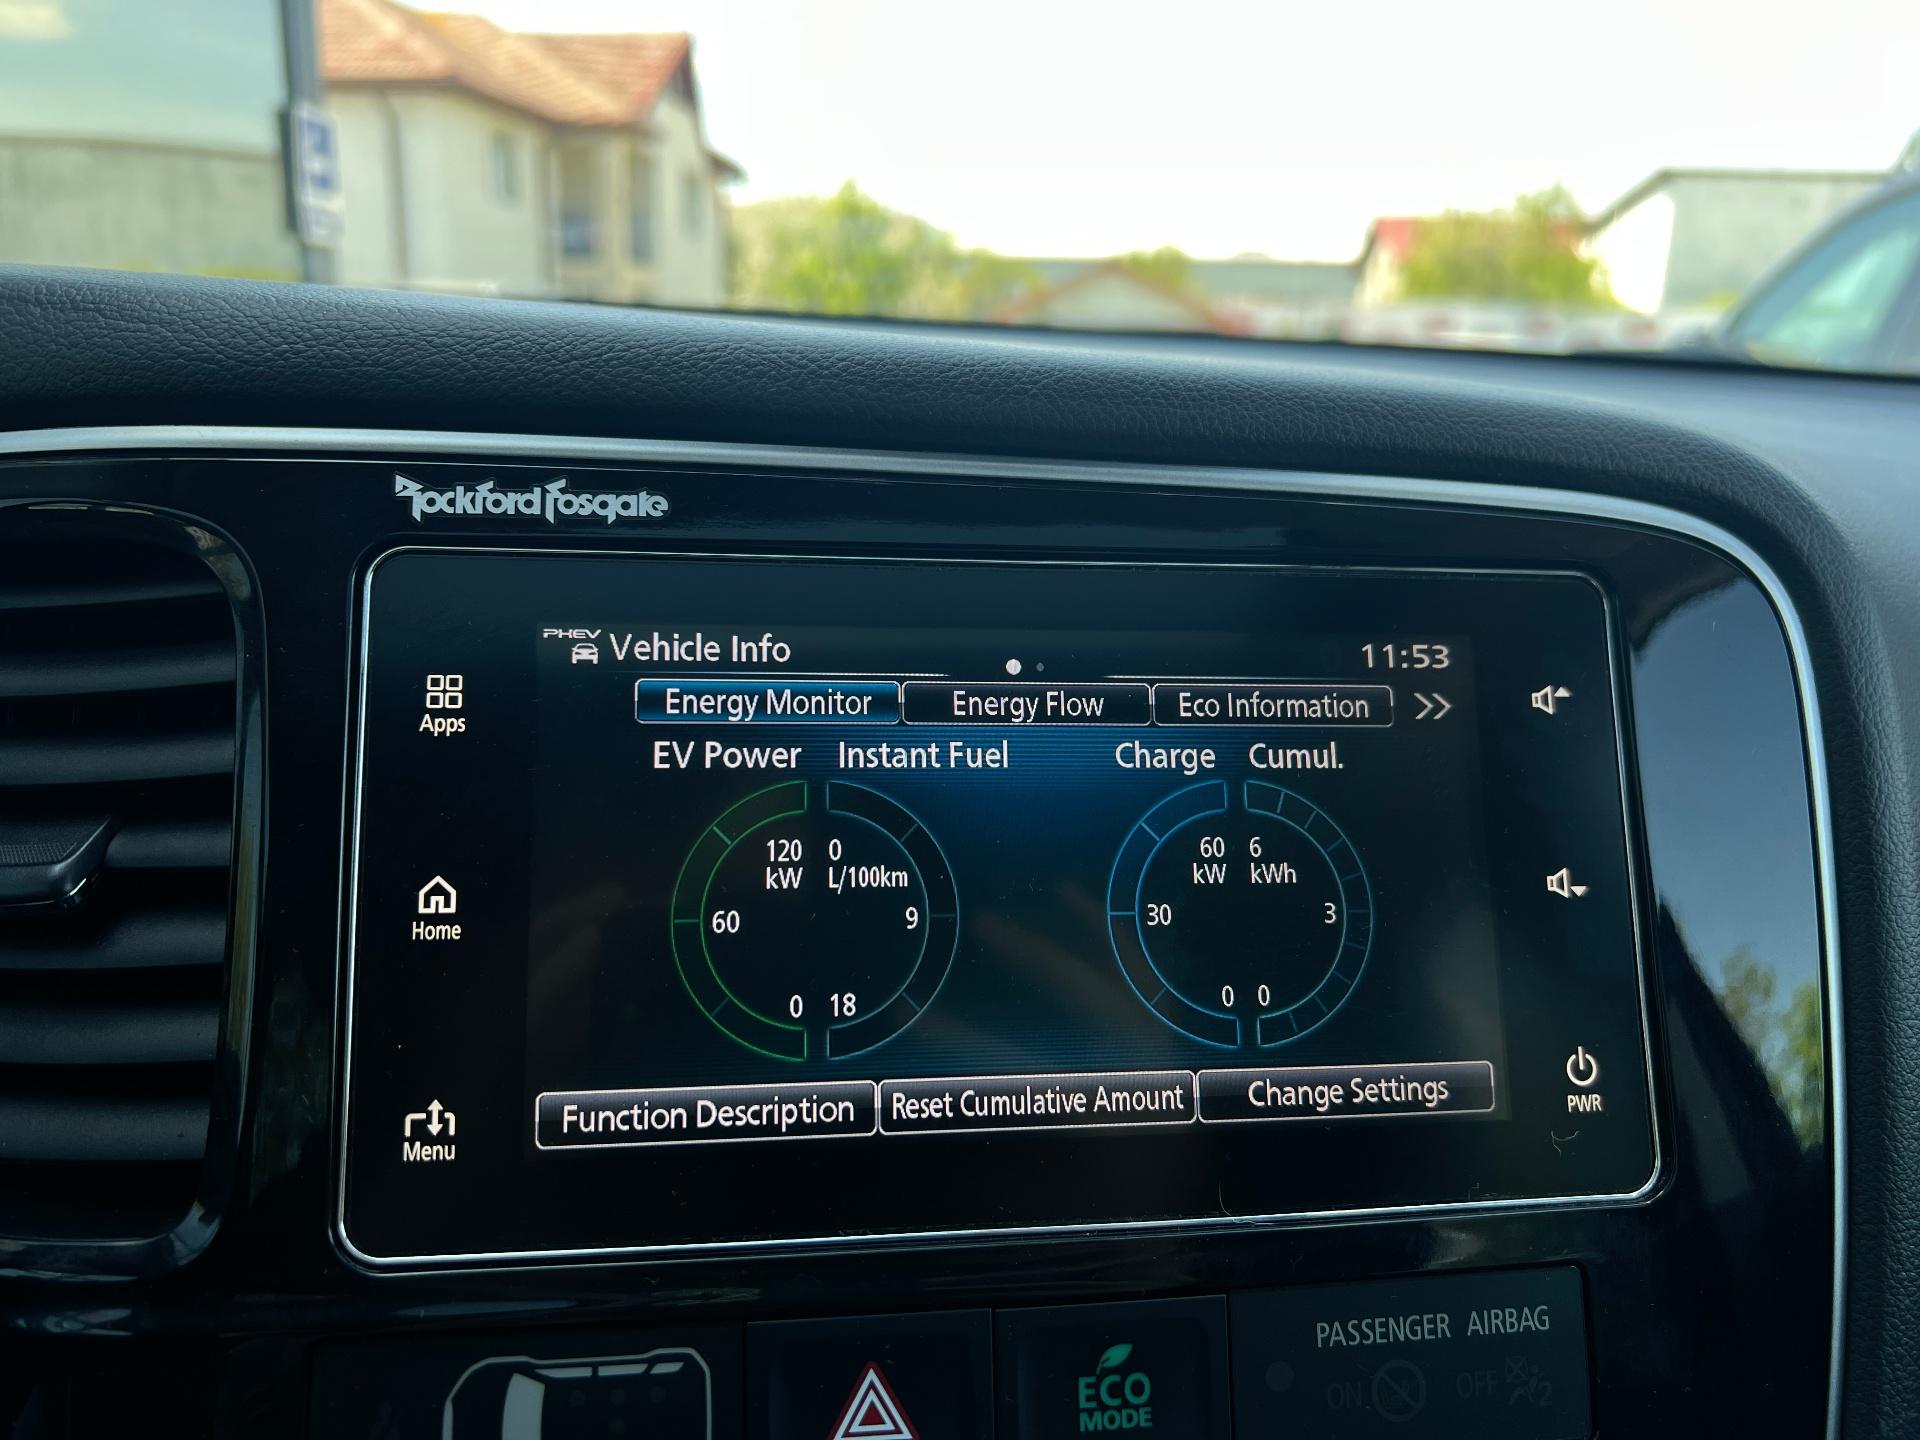 Rockford Fosgate
PHEV Vehicle Info
11:53
Apps
Energy Monitor Energy Flow Eco Information >>
EV Power Instant Fuel Charge Cumul.
120 0 60 6
kW L/100km kW kWh
60 9 30 3
0 18 0 0
Home
Function Description Reset Cumulative Amount Change Settings
PWR
Menu
PASSENGER AIRBAG
ON OFF 2
ECO
MODE